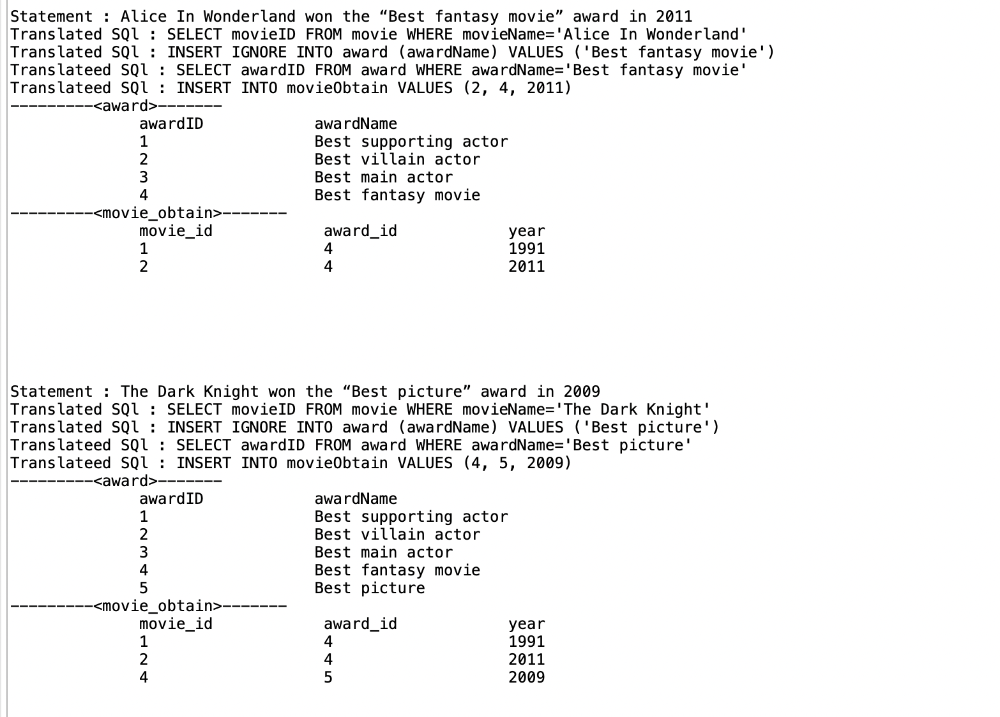 Statement : Alice In Wonderland won the “Best fantasy movie” award in 2011
Translated SQl : SELECT movieID FROM movie WHERE movieName='Alice In Wonderland'
Translated SQl : INSERT IGNORE INTO award (awardName) VALUES ('Best fantasy movie')
Translateed SQl : SELECT awardID FROM award WHERE awardName='Best fantasy movie'
Translateed SQl : INSERT INTO movieObtain VALUES (2, 4, 2011)
---------<award>-------
awardID awardName
1 Best supporting actor
2 Best villain actor
3 Best main actor
4 Best fantasy movie
---------<movie_obtain>-------
movie_id award_id year
1 4 1991
2 4 2011
Statement : The Dark Knight won the “Best picture” award in 2009
Translated SQl : SELECT movieID FROM movie WHERE movieName='The Dark Knight'
Translated SQl : INSERT IGNORE INTO award (awardName) VALUES ('Best picture')
Translateed SQl : SELECT awardID FROM award WHERE awardName='Best picture'
Translateed SQl : INSERT INTO movieObtain VALUES (4, 5, 2009)
---------<award>-------
awardID awardName
1 Best supporting actor
2 Best villain actor
3 Best main actor
4 Best fantasy movie
5 Best picture
---------<movie_obtain>-------
movie_id award_id year
1 4 1991
2 4 2011
4 5 2009